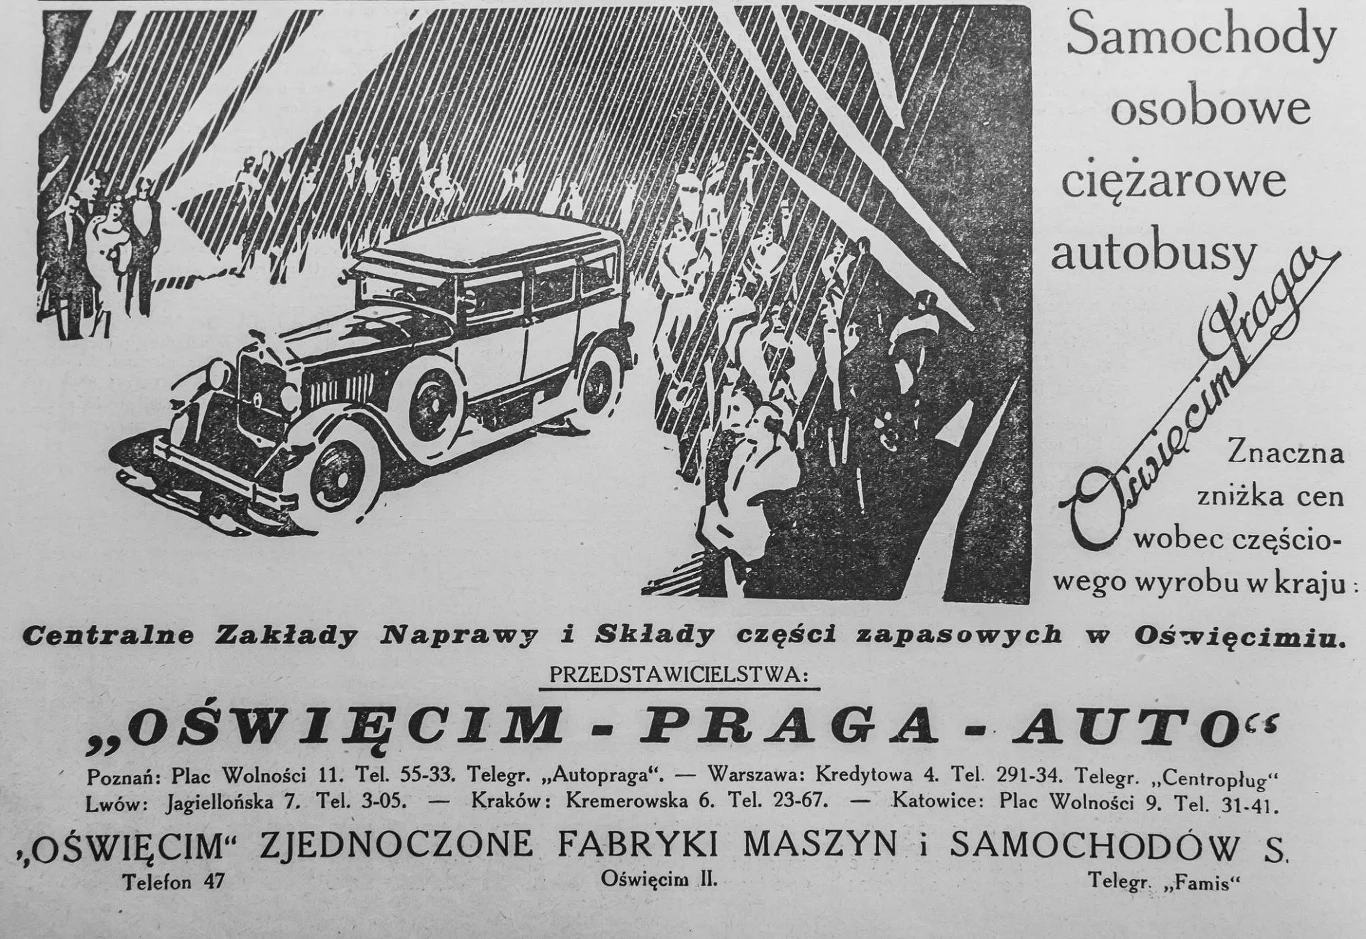 Samochody
osobowe
ciężarowe
autobusy
Oświęcim Praga
Znaczna
zniżka cen
wobec częścio-
wego wyrobu w kraju :
Centralne Zakłady Naprawy i Składy części zapasowych w Oświęcimiu.
PRZEDSTAWICIELSTWA:
„OŚWIĘCIM - PRAGA - AUTO“
Poznań: Plac Wolności 11. Tel. 55-33. Telegr. „Autopraga“. — Warszawa: Kredytowa 4. Tel. 291-34. Telegr. „Centropług“
Lwów: Jagiellońska 7. Tel. 3-05. — Kraków: Kremerowska 6. Tel. 23-67. — Katowice: Plac Wolności 9. Tel. 31-41.
„OŚWIĘCIM“ ZJEDNOCZONE FABRYKI MASZYN i SAMOCHODÓW S.
Telefon 47 Oświęcim II. Telegr. „Famis“